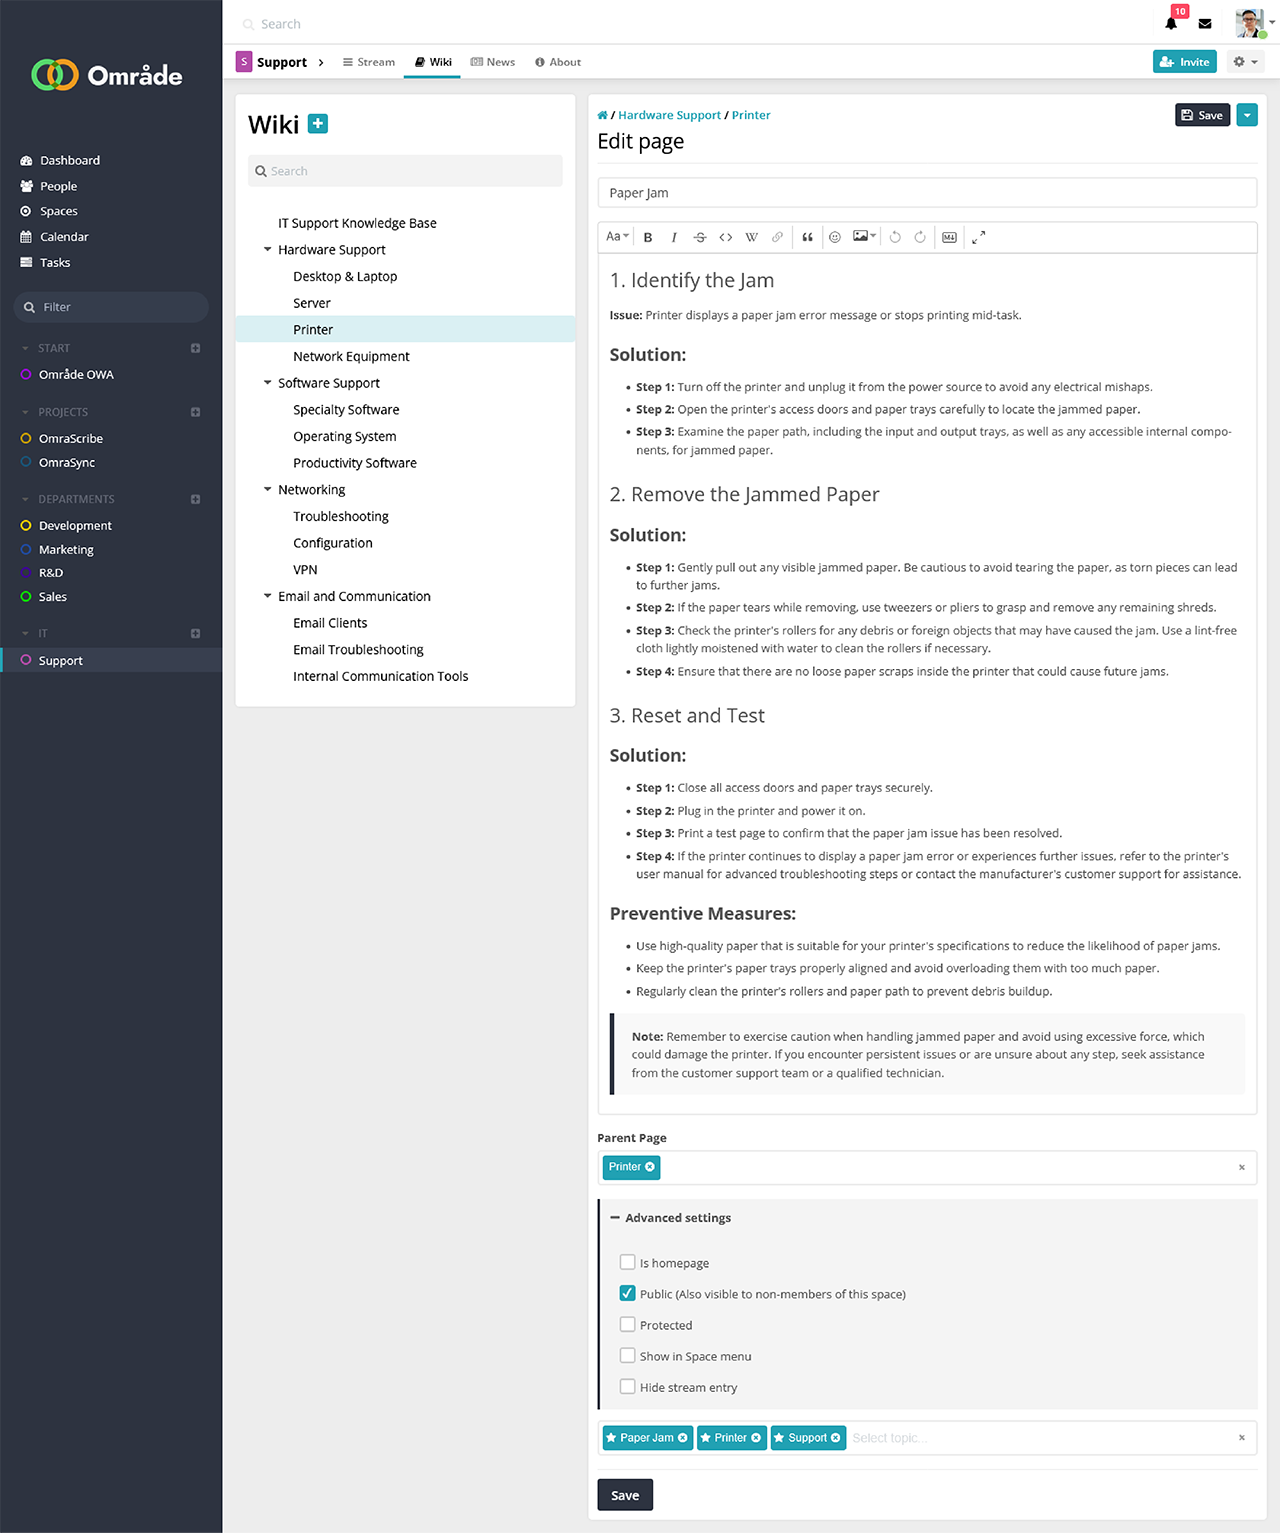 Område
Dashboard
People
Spaces
Calendar
Tasks
Filter
START
Område OWA
PROJECTS
OmraScribe
OmraSync
DEPARTMENTS
Development
Marketing
R&D
Sales
IT
Support
Search
10
S Support
Stream
Wiki
News
About
Invite
Wiki
Search
IT Support Knowledge Base
Hardware Support
Desktop & Laptop
Server
Printer
Network Equipment
Software Support
Specialty Software
Operating System
Productivity Software
Networking
Troubleshooting
Configuration
VPN
Email and Communication
Email Clients
Email Troubleshooting
Internal Communication Tools
/ Hardware Support / Printer
Save
Edit page
Paper Jam
Aa B I S <> W M↓
1. Identify the Jam
Issue: Printer displays a paper jam error message or stops printing mid-task.
Solution:
• Step 1: Turn off the printer and unplug it from the power source to avoid any electrical mishaps.
• Step 2: Open the printer's access doors and paper trays carefully to locate the jammed paper.
• Step 3: Examine the paper path, including the input and output trays, as well as any accessible internal compo-
nents, for jammed paper.
2. Remove the Jammed Paper
Solution:
• Step 1: Gently pull out any visible jammed paper. Be cautious to avoid tearing the paper, as torn pieces can lead
to further jams.
• Step 2: If the paper tears while removing, use tweezers or pliers to grasp and remove any remaining shreds.
• Step 3: Check the printer's rollers for any debris or foreign objects that may have caused the jam. Use a lint-free
cloth lightly moistened with water to clean the rollers if necessary.
• Step 4: Ensure that there are no loose paper scraps inside the printer that could cause future jams.
3. Reset and Test
Solution:
• Step 1: Close all access doors and paper trays securely.
• Step 2: Plug in the printer and power it on.
• Step 3: Print a test page to confirm that the paper jam issue has been resolved.
• Step 4: If the printer continues to display a paper jam error or experiences further issues, refer to the printer's
user manual for advanced troubleshooting steps or contact the manufacturer's customer support for assistance.
Preventive Measures:
• Use high-quality paper that is suitable for your printer's specifications to reduce the likelihood of paper jams.
• Keep the printer's paper trays properly aligned and avoid overloading them with too much paper.
• Regularly clean the printer's rollers and paper path to prevent debris buildup.
Note: Remember to exercise caution when handling jammed paper and avoid using excessive force, which
could damage the printer. If you encounter persistent issues or are unsure about any step, seek assistance
from the customer support team or a qualified technician.
Parent Page
Printer
×
Advanced settings
Is homepage
Public (Also visible to non-members of this space)
Protected
Show in Space menu
Hide stream entry
Paper Jam Printer Support Select topic... ×
Save